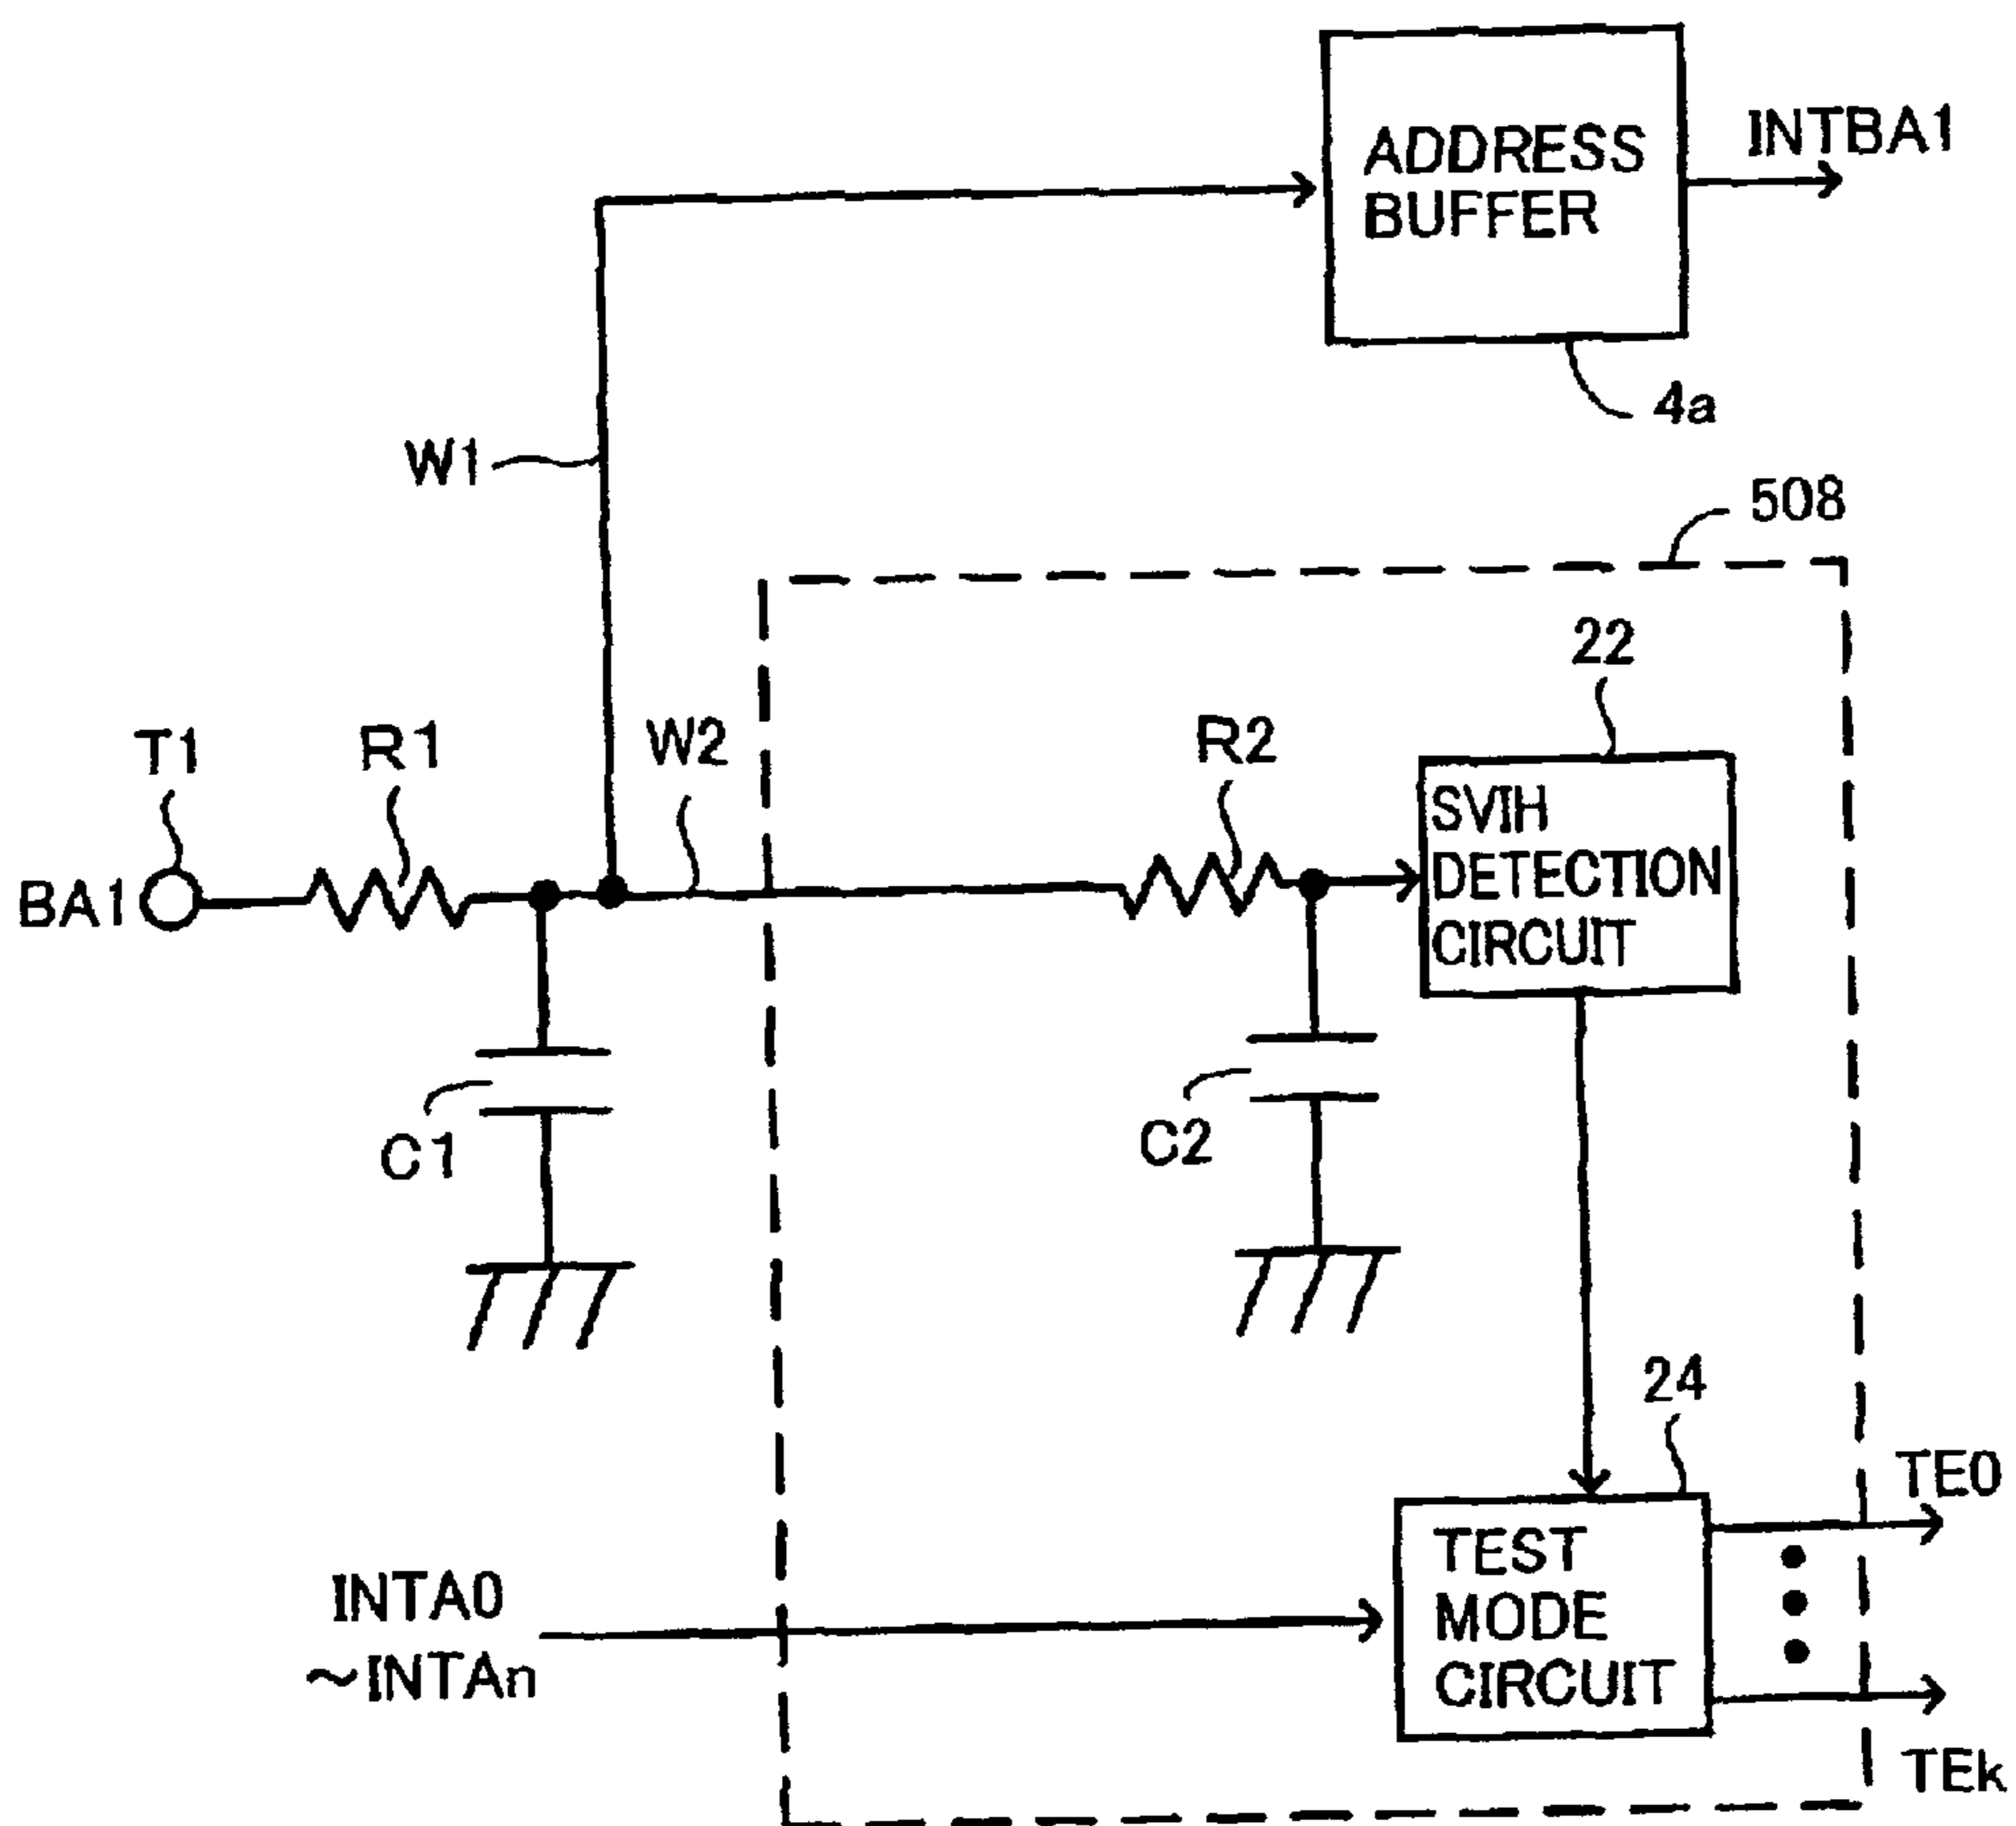 ADDRESS
BUFFER
INTBA1
4a
W1
508
22
T1
R1
W2
R2
BA1
SVIH
DETECTION
CIRCUIT
C1
C2
24
TE0
TEST
MODE
CIRCUIT
INTA0
~INTAn
TEk